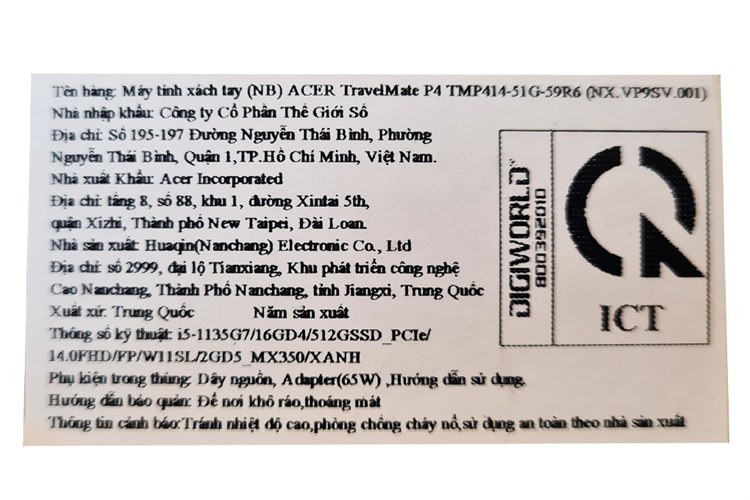 Tên hàng: Máy tính xách tay (NB) ACER TravelMate P4 TMP414-51G-59R6 (NX.VP9SV.001)
Nhà nhập khẩu: Công ty Cổ Phần Thế Giới Số
Địa chỉ: Số 195-197 Đường Nguyễn Thái Bình, Phường
Nguyễn Thái Bình, Quận 1,TP.Hồ Chí Minh, Việt Nam.
Nhà xuất Khẩu: Acer Incorporated
Địa chỉ: tầng 8, số 88, khu 1, đường Xintai 5th,
quận Xizhi, Thành phố New Taipei, Đài Loan.
Nhà sản xuất: Huaqin(Nanchang) Electronic Co., Ltd
Địa chỉ: số 2999, đại lộ Tianxiang, Khu phát triển công nghệ
Cao Nanchang, Thành Phố Nanchang, tỉnh Jiangxi, Trung Quốc
Xuất xứ: Trung Quốc Năm sản xuất
Thông số kỹ thuật: i5-1135G7/16GD4/512GSSD_PCIe/
14.0FHD/FP/W11SL/2GD5_MX350/XANH
Phụ kiện trong thùng: Dây nguồn, Adapter(65W) ,Hướng dẫn sử dụng.
Hướng dẫn bảo quản: Để nơi khô ráo,thoáng mát
Thông tin cảnh báo:Tránh nhiệt độ cao,phòng chống cháy nổ,sử dụng an toàn theo nhà sản xuất
DIGIWORLD™
800392010
ICT